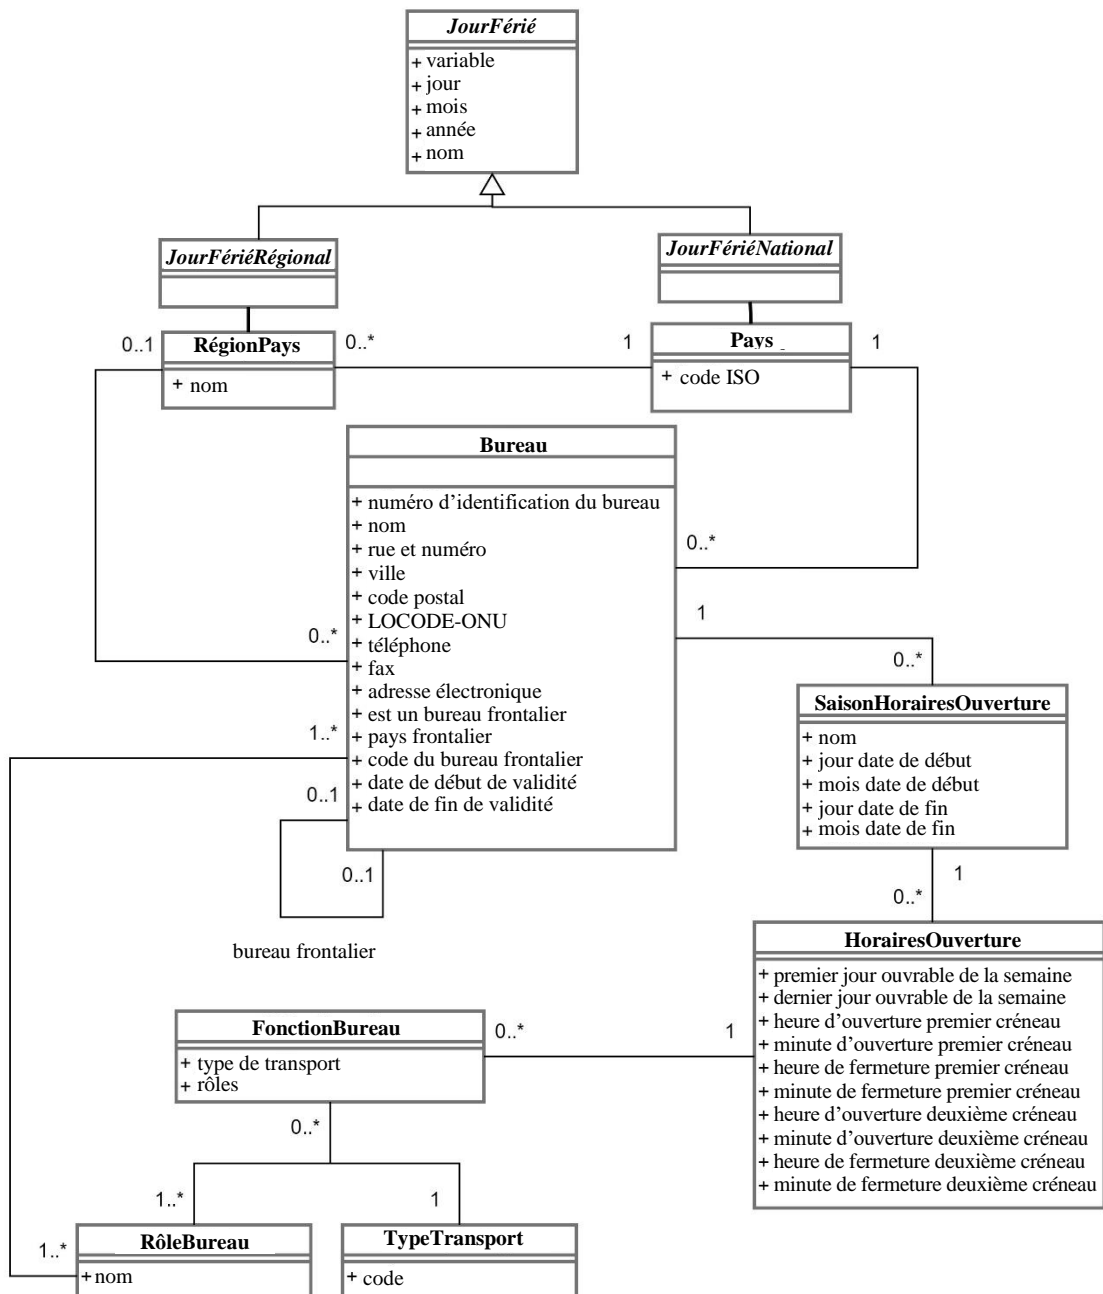 JourFérié
+ variable
+ jour
+ mois
+ année
+ nom
JourFériéRégional
JourFériéNational
0..1
RégionPays
0..*
1
Pays
1
+ nom
+ code ISO
Bureau
+ numéro d’identification du bureau
+ nom
+ rue et numéro
+ ville
+ code postal
+ LOCODE-ONU
+ téléphone
+ fax
+ adresse électronique
+ est un bureau frontalier
+ pays frontalier
+ code du bureau frontalier
+ date de début de validité
+ date de fin de validité
0..*
1
0..*
0..*
1..*
0..1
0..1
bureau frontalier
SaisonHorairesOuverture
+ nom
+ jour date de début
+ mois date de début
+ jour date de fin
+ mois date de fin
1
0..*
HorairesOuverture
+ premier jour ouvrable de la semaine
+ dernier jour ouvrable de la semaine
+ heure d’ouverture premier créneau
+ minute d’ouverture premier créneau
+ heure de fermeture premier créneau
+ minute de fermeture premier créneau
+ heure d’ouverture deuxième créneau
+ minute d’ouverture deuxième créneau
+ heure de fermeture deuxième créneau
+ minute de fermeture deuxième créneau
FonctionBureau
+ type de transport
+ rôles
0..*
1
0..*
1..*
1
1..*
RôleBureau
+ nom
TypeTransport
+ code